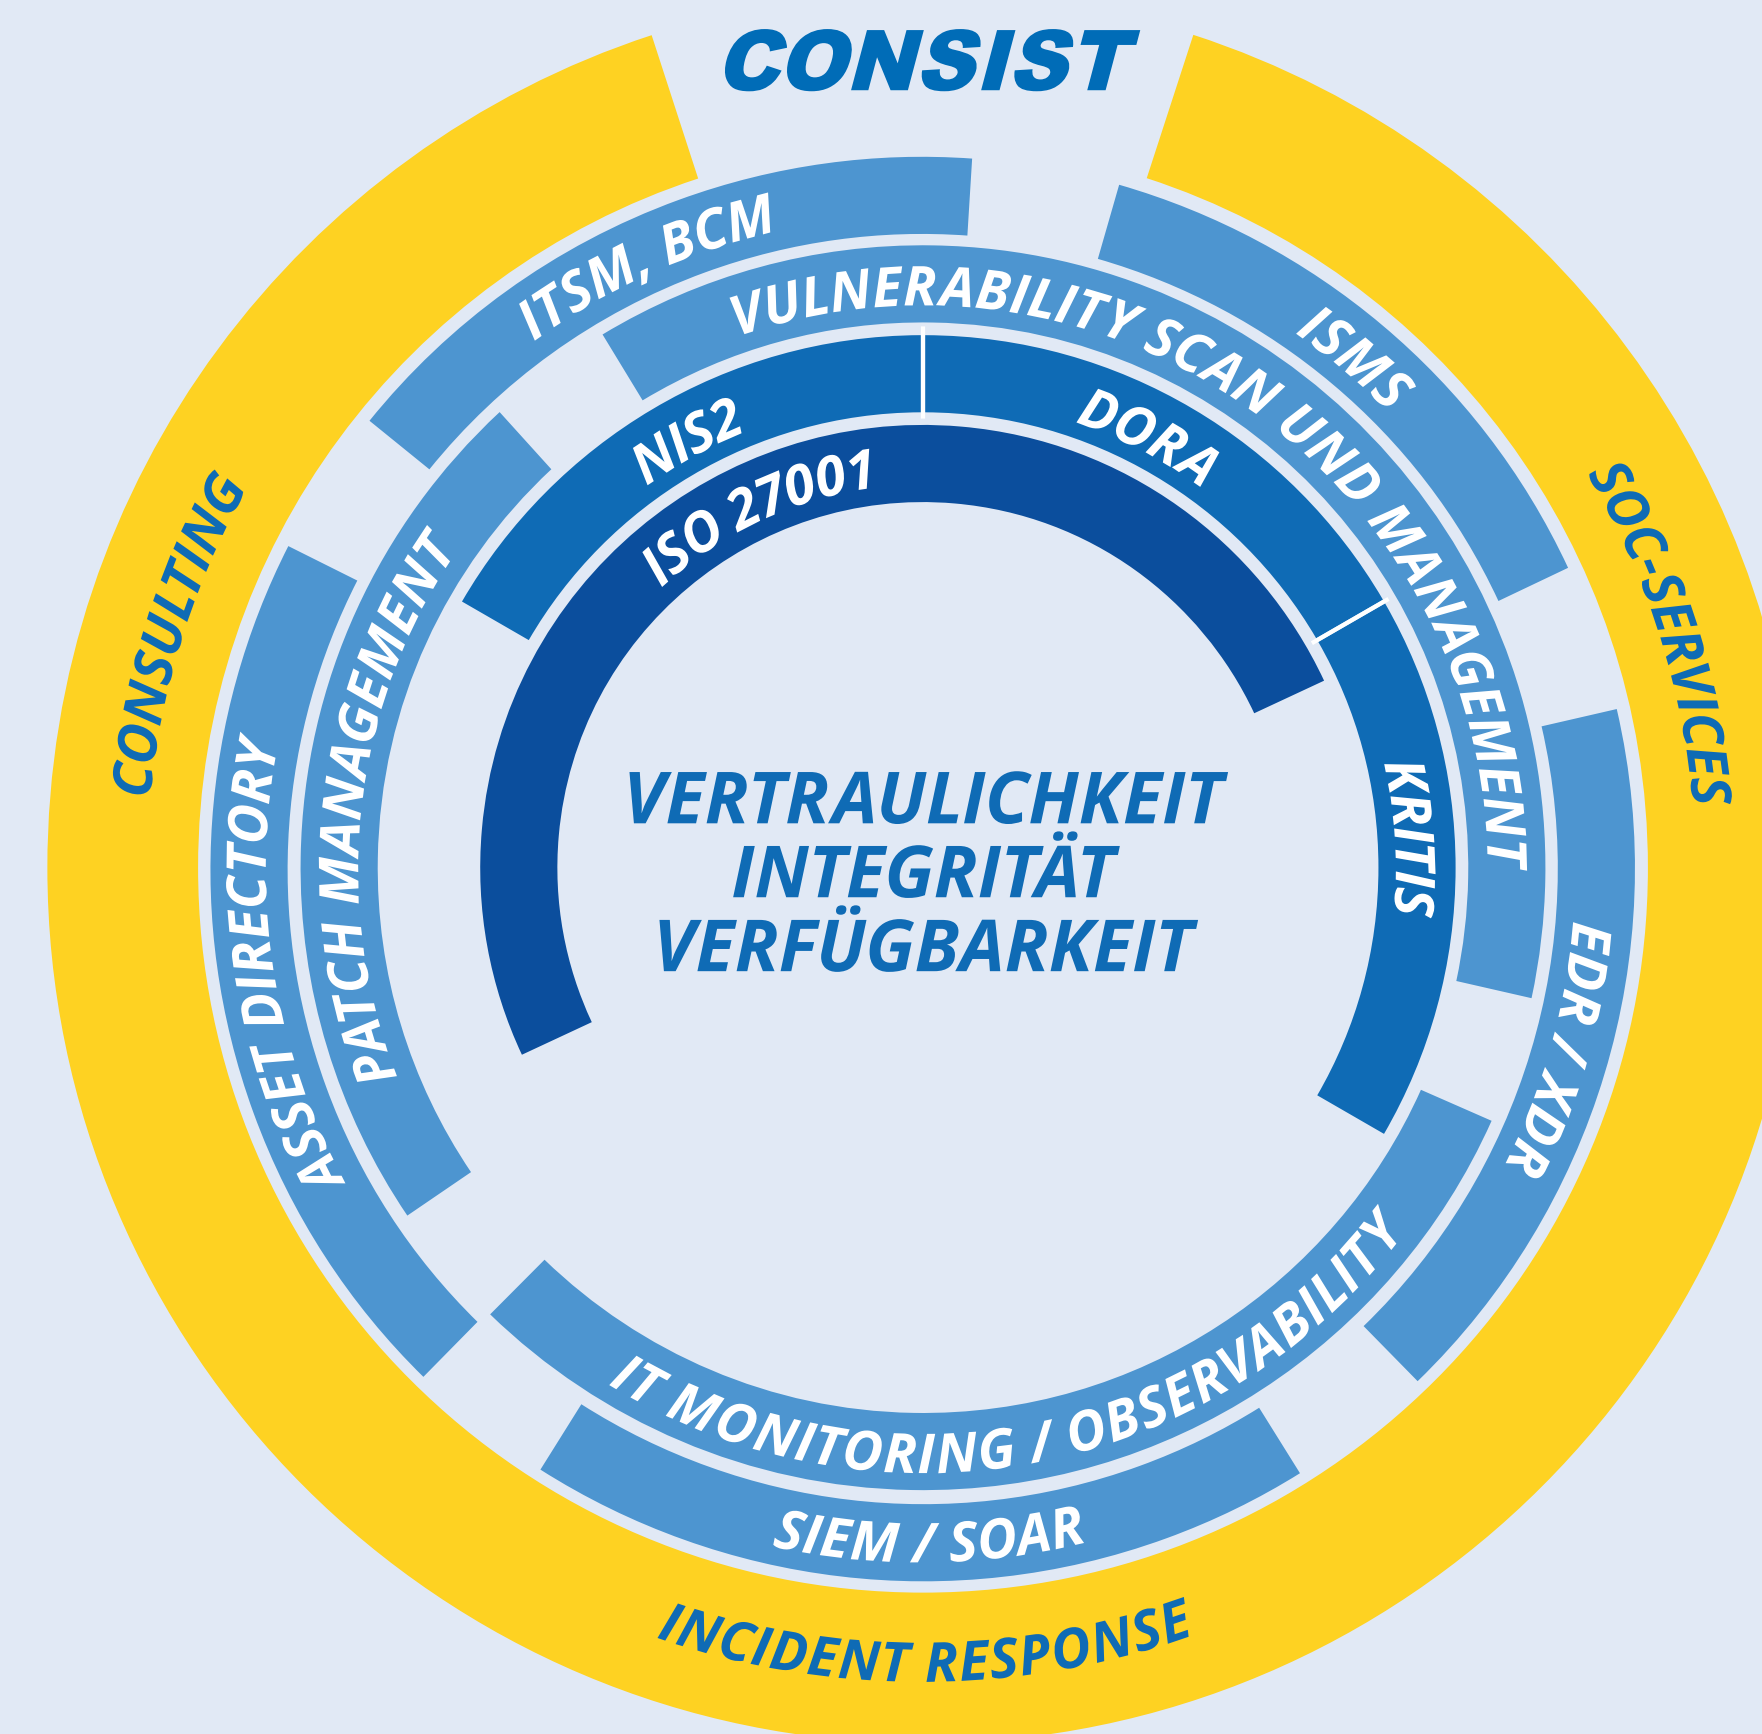 CONSIST
CONSULTING
SOC-SERVICES
INCIDENT RESPONSE
ITSM, BCM
ISMS
ASSET DIRECTORY
EDR / XDR
SIEM / SOAR
VULNERABILITY SCAN UND MANAGEMENT
PATCH MANAGEMENT
IT MONITORING / OBSERVABILITY
NIS2
DORA
KRITIS
ISO 27001
VERTRAULICHKEIT
INTEGRITÄT
VERFÜGBARKEIT